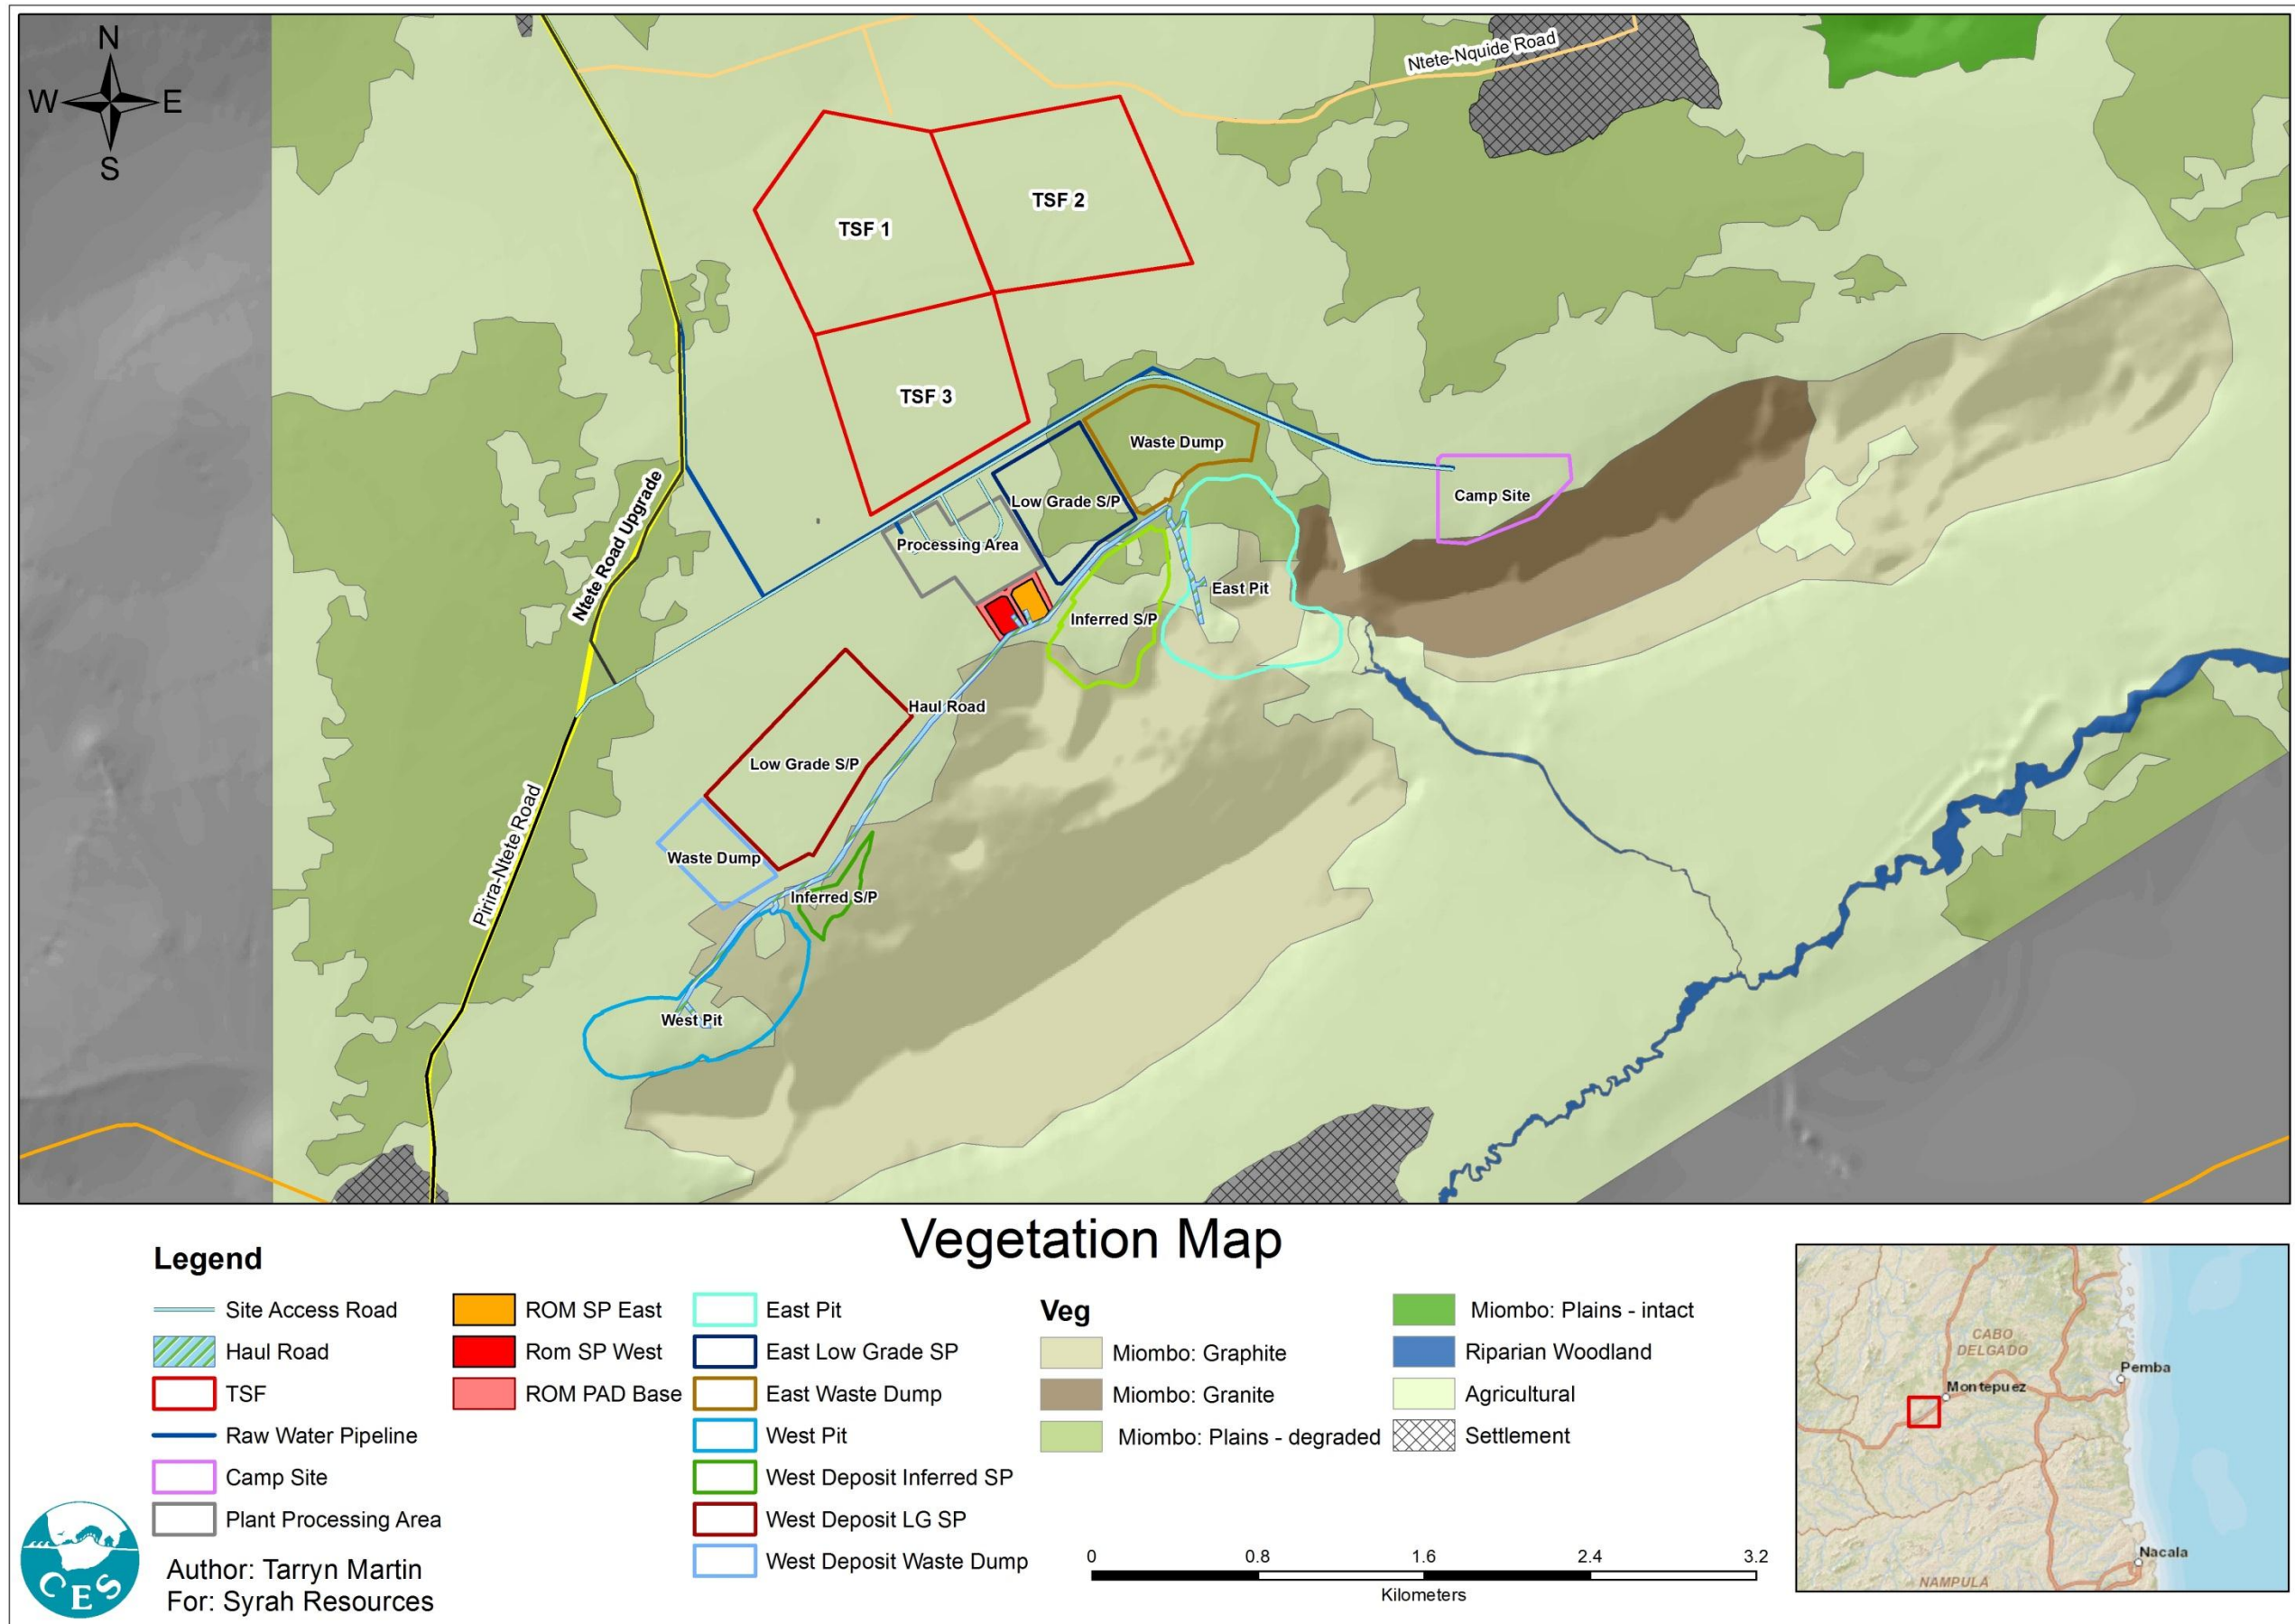 N
W E
S
Ntete-Nquide Road
TSF 1
TSF 2
TSF 3
Waste Dump
Low Grade S/P
Camp Site
Processing Area
Ntete Road Upgrade
East Pit
Inferred S/P
Haul Road
Low Grade S/P
Pirira-Ntete Road
Waste Dump
Inferred S/P
West Pit
Vegetation Map
Legend
Site Access Road
Haul Road
TSF
Raw Water Pipeline
Camp Site
Plant Processing Area
ROM SP East
Rom SP West
ROM PAD Base
East Pit
East Low Grade SP
East Waste Dump
West Pit
West Deposit Inferred SP
West Deposit LG SP
West Deposit Waste Dump
Veg
Miombo: Graphite
Miombo: Granite
Miombo: Plains - degraded
Miombo: Plains - intact
Riparian Woodland
Agricultural
Settlement
0 0.8 1.6 2.4 3.2
Kilometers
CES
Author: Tarryn Martin
For: Syrah Resources
CABO
DELGADO
Pemba
Montepuez
Nacala
NAMPULA